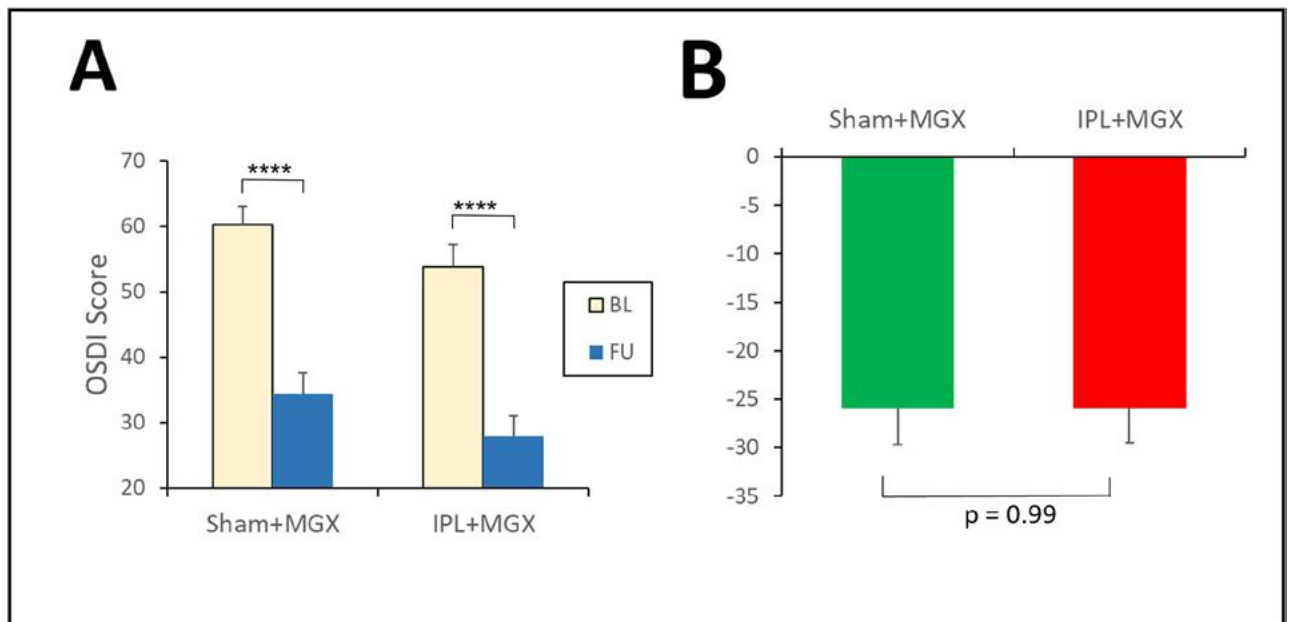 A
B
70
60
50
40
30
20
OSDI Score
****
****
Sham+MGX
IPL+MGX
BL
FU
Sham+MGX
IPL+MGX
0
-5
-10
-15
-20
-25
-30
-35
p = 0.99